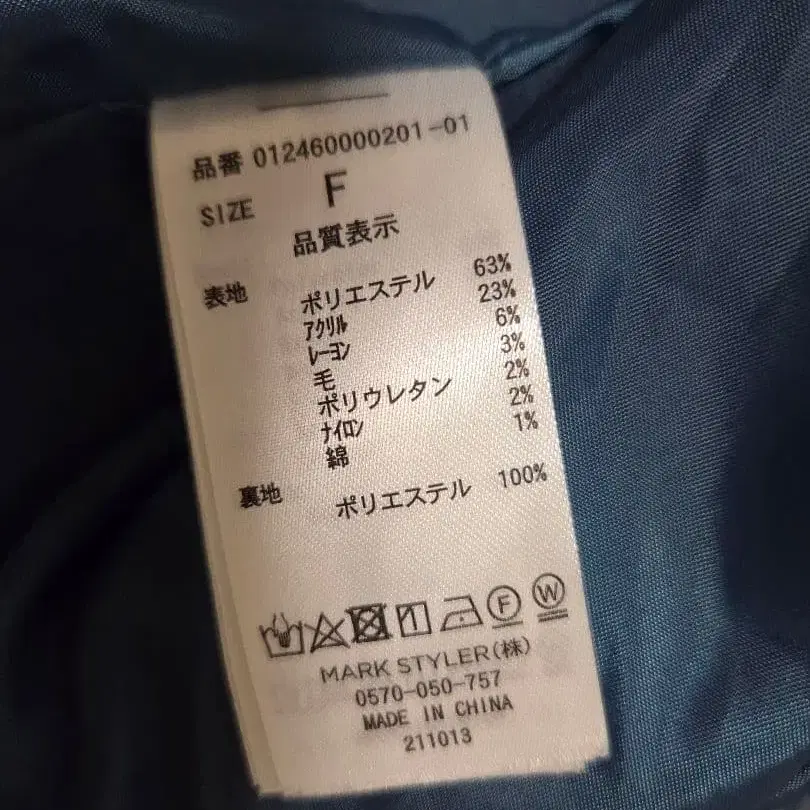 品番 012460000201-01
SIZE F
品質表示
表地 ポリエステル 63%
アクリル 23%
レーヨン 6%
毛 3%
ポリウレタン 2%
ナイロン 2%
綿 1%
裏地 ポリエステル 100%
F W
MARK STYLER(株)
0570-050-757
MADE IN CHINA
211013